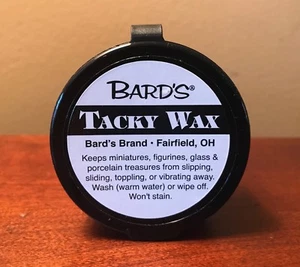 BARD'S®
TACKY WAX
Bard's Brand • Fairfield, OH
Keeps miniatures, figurines, glass &
porcelain treasures from slipping,
sliding, toppling, or vibrating away.
Wash (warm water) or wipe off.
Won't stain.